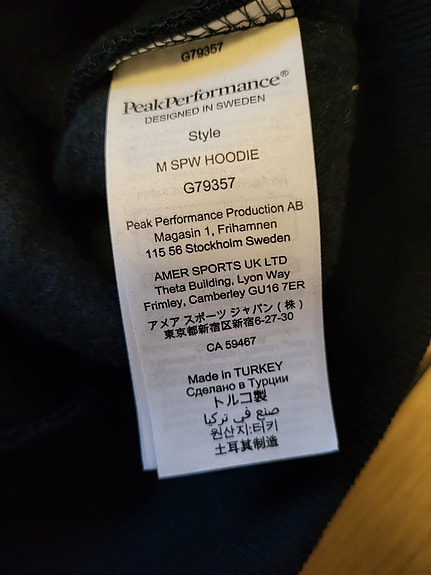 G79357
PeakPerformance®
DESIGNED IN SWEDEN
Style
M SPW HOODIE
G79357
Peak Performance Production AB
Magasin 1, Frihamnen
115 56 Stockholm Sweden
AMER SPORTS UK LTD
Theta Building, Lyon Way
Frimley, Camberley GU16 7ER
アメア スポーツ ジャパン ( 株 )
東京都新宿区新宿6-27-30
CA 59467
Made in TURKEY
Сделано в Турции
トルコ製
صنع في تركيا
원산지:터키
土耳其制造